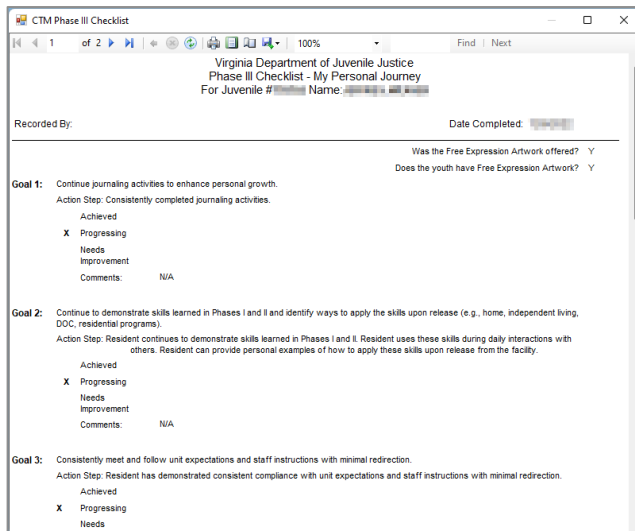 CTM Phase III Checklist
1 of 2 100% Find | Next
Virginia Department of Juvenile Justice
Phase III Checklist - My Personal Journey
For Juvenile # Name:
Recorded By: Date Completed:
Was the Free Expression Artwork offered? Y
Does the youth have Free Expression Artwork? Y
Goal 1: Continue journaling activities to enhance personal growth.
Action Step: Consistently completed journaling activities.
Achieved
X Progressing
Needs
Improvement
Comments: N/A
Goal 2: Continue to demonstrate skills learned in Phases I and II and identify ways to apply the skills upon release (e.g., home, independent living,
DOC, residential programs).
Action Step: Resident continues to demonstrate skills learned in Phases I and II. Resident uses these skills during daily interactions with
others. Resident can provide personal examples of how to apply these skills upon release from the facility.
Achieved
X Progressing
Needs
Improvement
Comments: N/A
Goal 3: Consistently meet and follow unit expectations and staff instructions with minimal redirection.
Action Step: Resident has demonstrated consistent compliance with unit expectations and staff instructions with minimal redirection.
Achieved
X Progressing
Needs